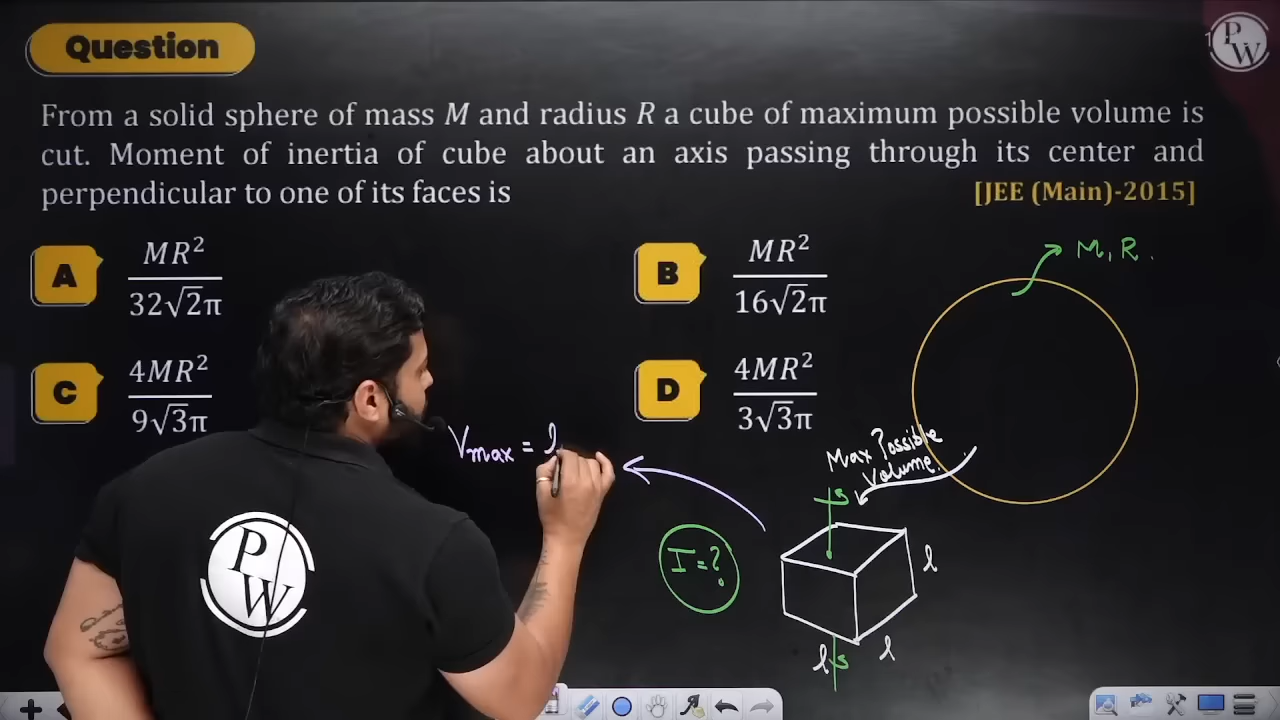 Question
From a solid sphere of mass M and radius R a cube of maximum possible volume is
cut. Moment of inertia of cube about an axis passing through its center and
perpendicular to one of its faces is
[JEE (Main)-2015]
A
MR²
32√2π
B
MR²
16√2π
C
4MR²
9√3π
D
4MR²
3√3π
M, R.
Max Possible
Volume.
Vmax = l
I = ?
l
l
l
PW
PW